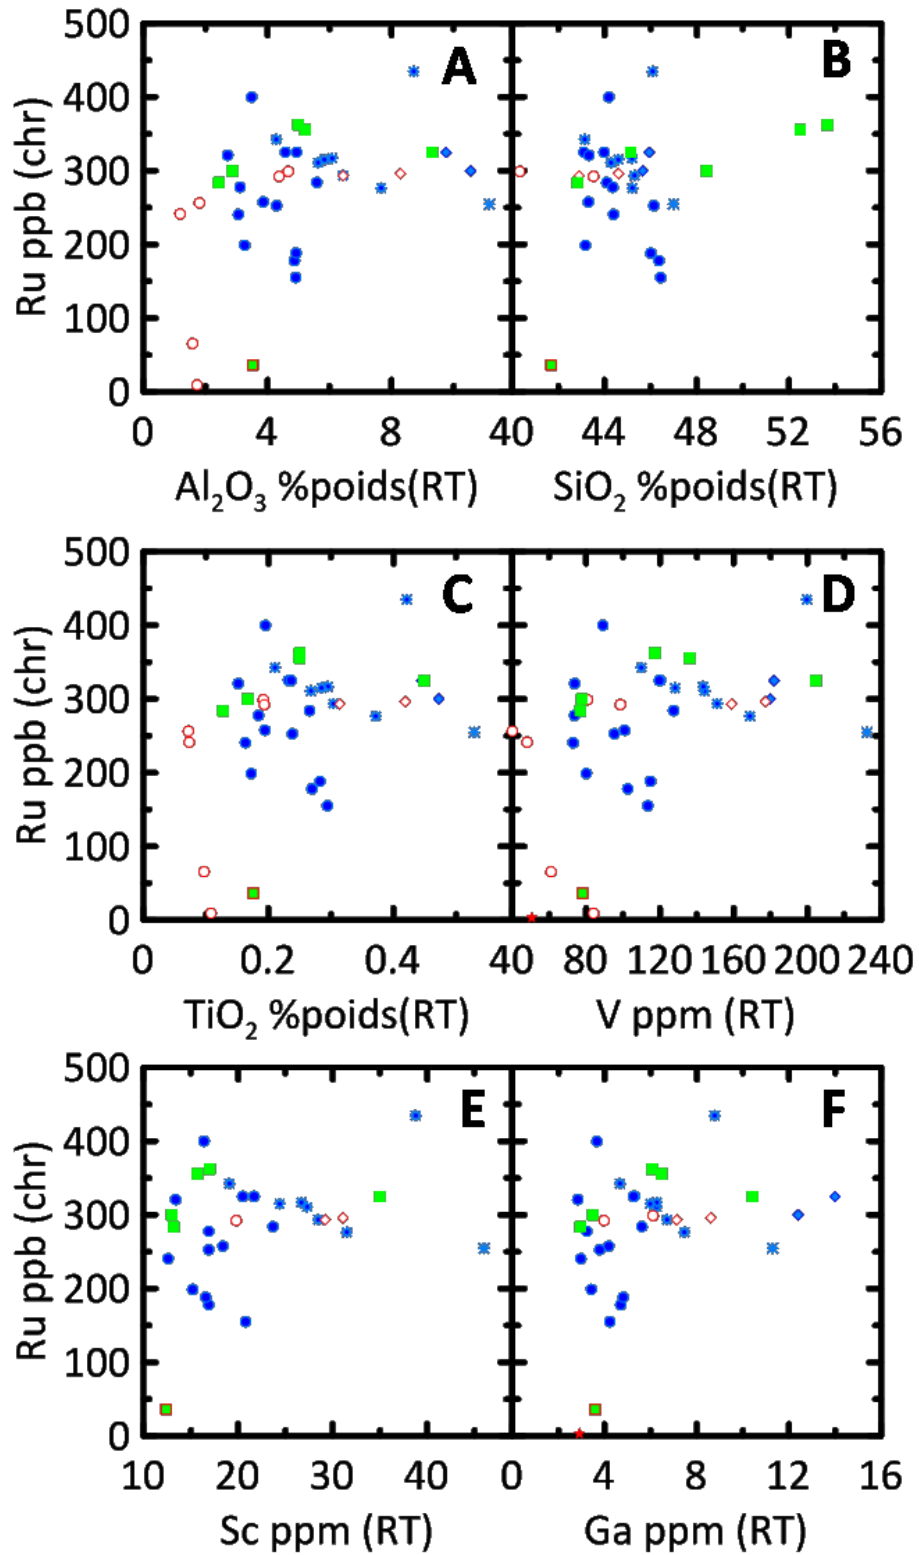 500
400
300
200
100
0
Ru ppb (chr)
A
B
0 4 8 40 44 48 52 56
Al2O3 %poids(RT) SiO2 %poids(RT)
500
400
300
200
100
0
Ru ppb (chr)
C
D
0 0.2 0.4 40 80 120 160 200 240
TiO2 %poids(RT) V ppm (RT)
500
400
300
200
100
0
Ru ppb (chr)
E
F
10 20 30 40 0 4 8 12 16
Sc ppm (RT) Ga ppm (RT)